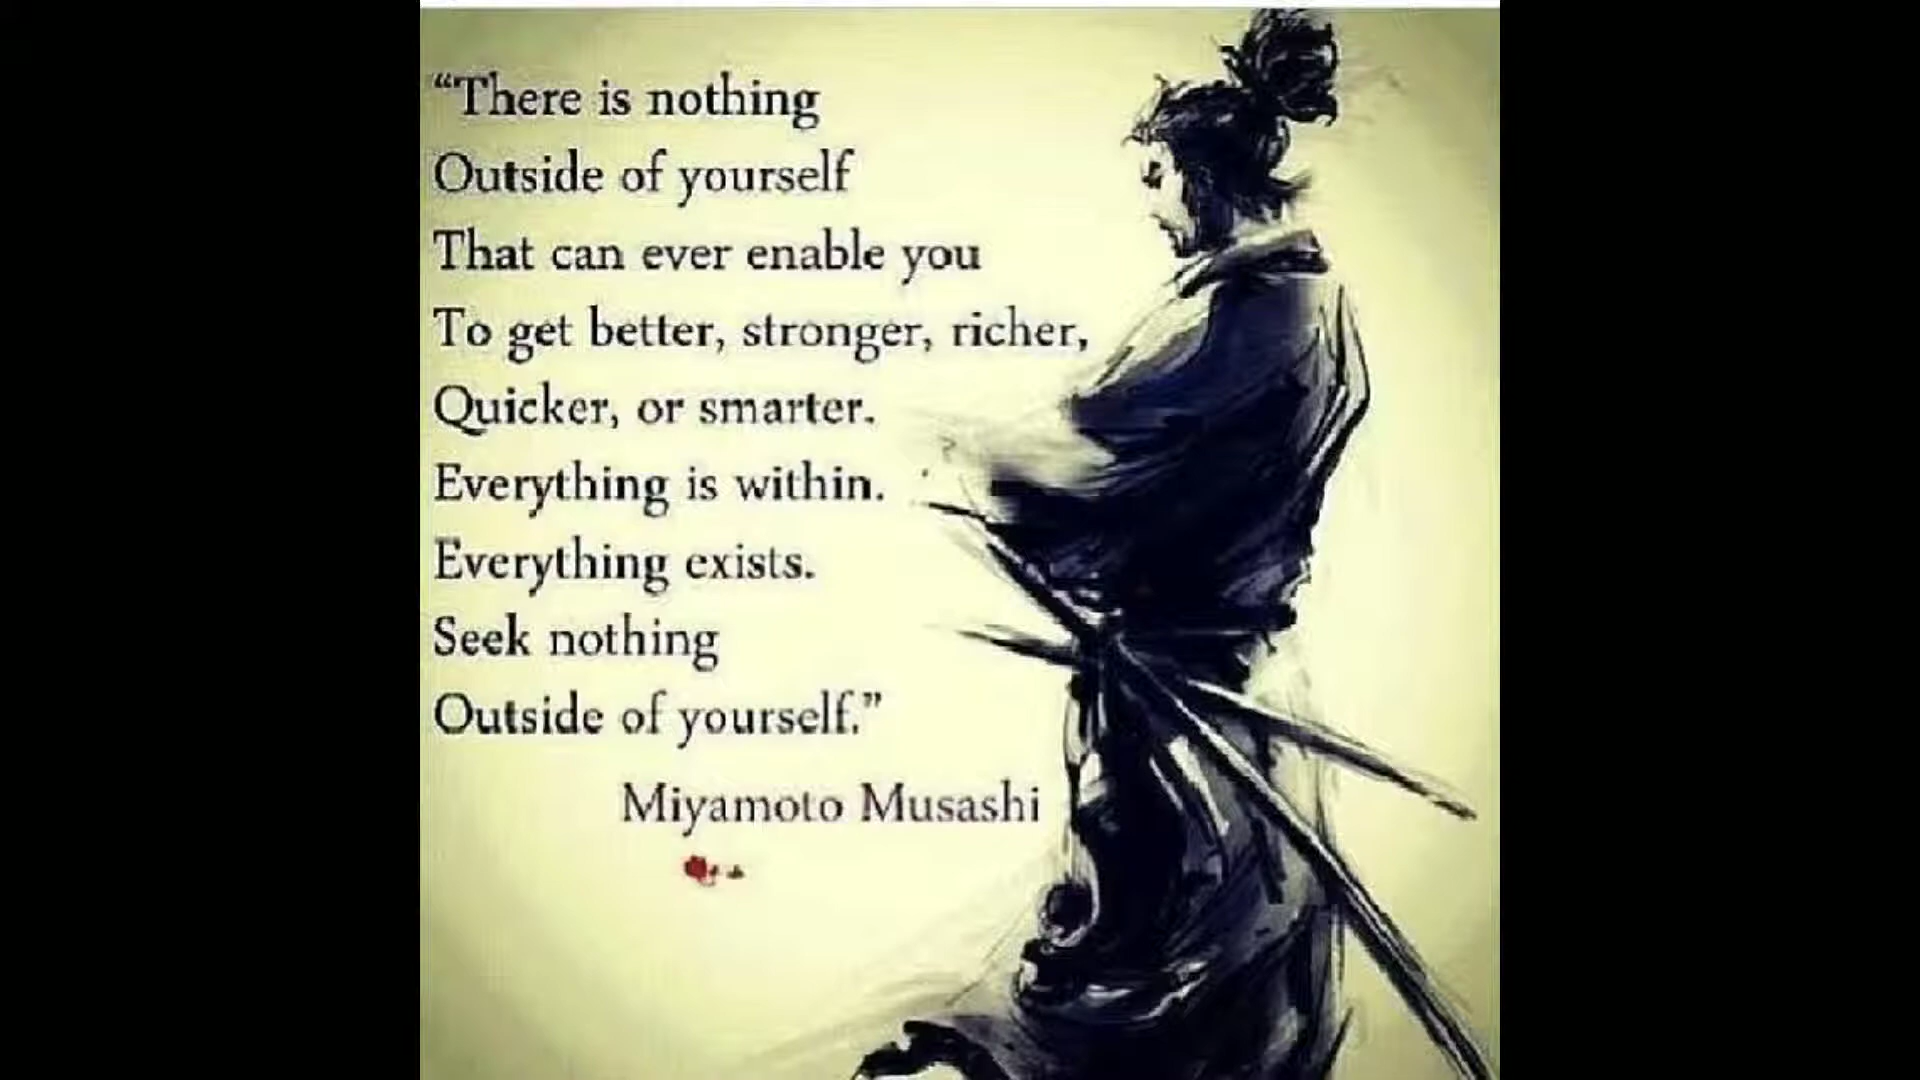 “There is nothing
Outside of yourself
That can ever enable you
To get better, stronger, richer,
Quicker, or smarter.
Everything is within.
Everything exists.
Seek nothing
Outside of yourself.”
Miyamoto Musashi